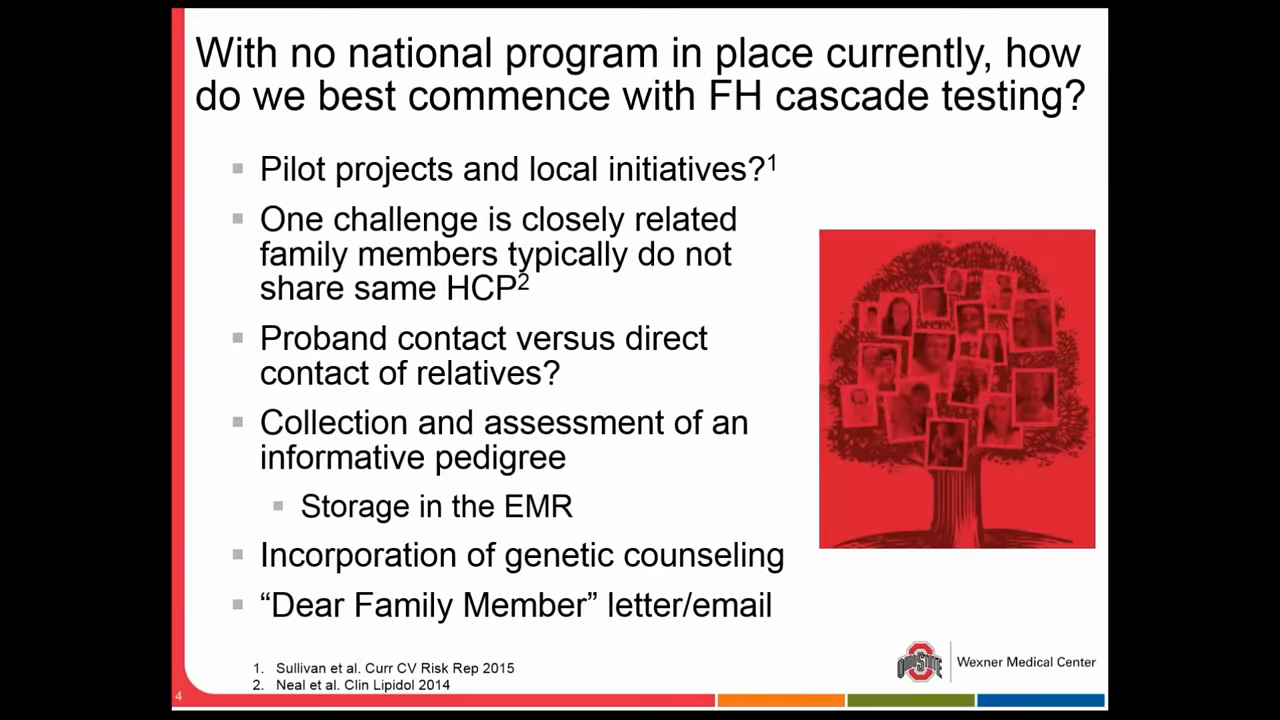 With no national program in place currently, how
do we best commence with FH cascade testing?
Pilot projects and local initiatives?1
One challenge is closely related
family members typically do not
share same HCP2
Proband contact versus direct
contact of relatives?
Collection and assessment of an
informative pedigree
Storage in the EMR
Incorporation of genetic counseling
“Dear Family Member” letter/email
1. Sullivan et al. Curr CV Risk Rep 2015
2. Neal et al. Clin Lipidol 2014
OHIO STATE
Wexner Medical Center
4